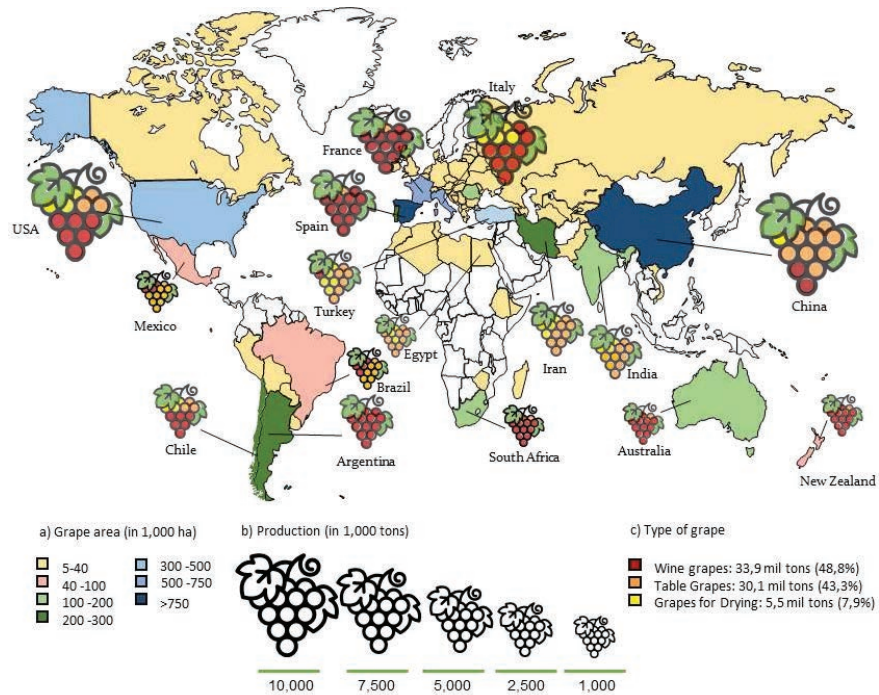 Italy
France
USA
Spain
China
Turkey
Mexico
Egypt
Iran
India
Brazil
Chile
Argentina
South Africa
Australia
New Zealand
a) Grape area (in 1,000 ha)
5-40
40 -100
100 -200
200 -300
300 -500
500 -750
>750
b) Production (in 1,000 tons)
10,000
7,500
5,000
2,500
1,000
c) Type of grape
Wine grapes: 33,9 mil tons (48,8%)
Table Grapes: 30,1 mil tons (43,3%)
Grapes for Drying: 5,5 mil tons (7,9%)